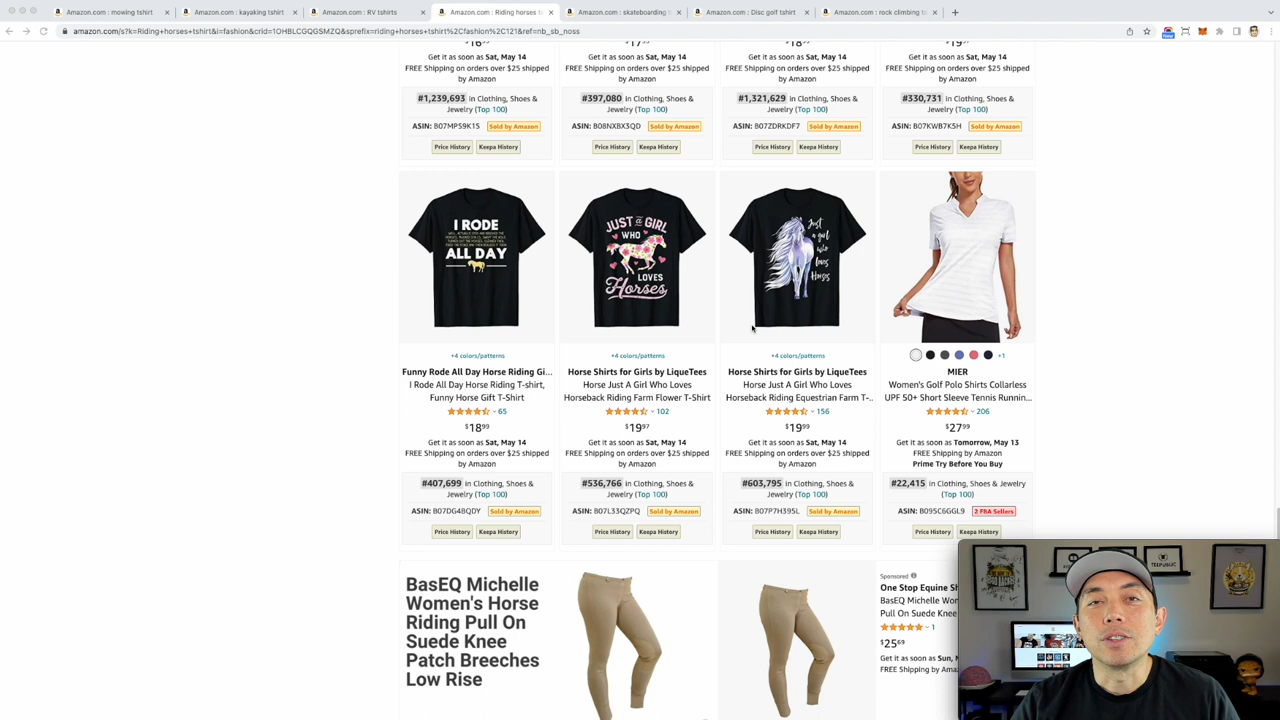 Amazon.com : mowing tshirt
Amazon.com : kayaking tshirt
Amazon.com : RV tshirts
Amazon.com : Riding horses t
Amazon.com : skateboarding
Amazon.com : Disc golf tshirt
Amazon.com : rock climbing t
amazon.com/s?k=Riding+horses+tshirt&i=fashion&crid=1OHBLCGQGSMZQ&sprefix=riding+horses+tshirt%2Cfashion%2C121&ref=nb_sb_noss
New
Get it as soon as Sat, May 14
FREE Shipping on orders over $25 shipped
by Amazon
#1,239,693 in Clothing, Shoes &
Jewelry (Top 100)
ASIN: B07MPS9K15 Sold by Amazon
Price History Keepa History
Get it as soon as Sat, May 14
FREE Shipping on orders over $25 shipped
by Amazon
#397,080 in Clothing, Shoes &
Jewelry (Top 100)
ASIN: B08NXBX3QD Sold by Amazon
Price History Keepa History
Get it as soon as Sat, May 14
FREE Shipping on orders over $25 shipped
by Amazon
#1,321,629 in Clothing, Shoes &
Jewelry (Top 100)
ASIN: B07ZDRKDF7 Sold by Amazon
Price History Keepa History
Get it as soon as Sat, May 14
FREE Shipping on orders over $25 shipped
by Amazon
#330,731 in Clothing, Shoes &
Jewelry (Top 100)
ASIN: B07KWB7K5H Sold by Amazon
Price History Keepa History
I RODE
ALL DAY
+4 colors/patterns
Funny Rode All Day Horse Riding Gi...
I Rode All Day Horse Riding T-shirt,
Funny Horse Gift T-Shirt
65
$18.99
Get it as soon as Sat, May 14
FREE Shipping on orders over $25 shipped
by Amazon
#407,699 in Clothing, Shoes &
Jewelry (Top 100)
ASIN: B07DG4BQDY Sold by Amazon
Price History Keepa History
JUST a GIRL
WHO
LOVES
Horses
+4 colors/patterns
Horse Shirts for Girls by LiqueTees
Horse Just A Girl Who Loves
Horseback Riding Farm Flower T-Shirt
102
$19.97
Get it as soon as Sat, May 14
FREE Shipping on orders over $25 shipped
by Amazon
#536,766 in Clothing, Shoes &
Jewelry (Top 100)
ASIN: B07L33QZPQ Sold by Amazon
Price History Keepa History
Just
a girl
who
loves
Horses
+4 colors/patterns
Horse Shirts for Girls by LiqueTees
Horse Just A Girl Who Loves
Horseback Riding Equestrian Farm T-...
156
$19.99
Get it as soon as Sat, May 14
FREE Shipping on orders over $25 shipped
by Amazon
#603,795 in Clothing, Shoes &
Jewelry (Top 100)
ASIN: B07P7H395L Sold by Amazon
Price History Keepa History
+1
MIER
Women's Golf Polo Shirts Collarless
UPF 50+ Short Sleeve Tennis Runnin...
206
$27.99
Get it as soon as Tomorrow, May 13
FREE Shipping by Amazon
Prime Try Before You Buy
#22,415 in Clothing, Shoes & Jewelry
(Top 100)
ASIN: B095C6GGL9 2 FBA Sellers
Price History Keepa History
BasEQ Michelle
Women's Horse
Riding Pull On
Suede Knee
Patch Breeches
Low Rise
Sponsored
One Stop Equine Sh
BasEQ Michelle Wom
Pull On Suede Knee
1
$25.69
Get it as soon as Sun,
FREE Shipping by Amaz
TEEPUBLIC